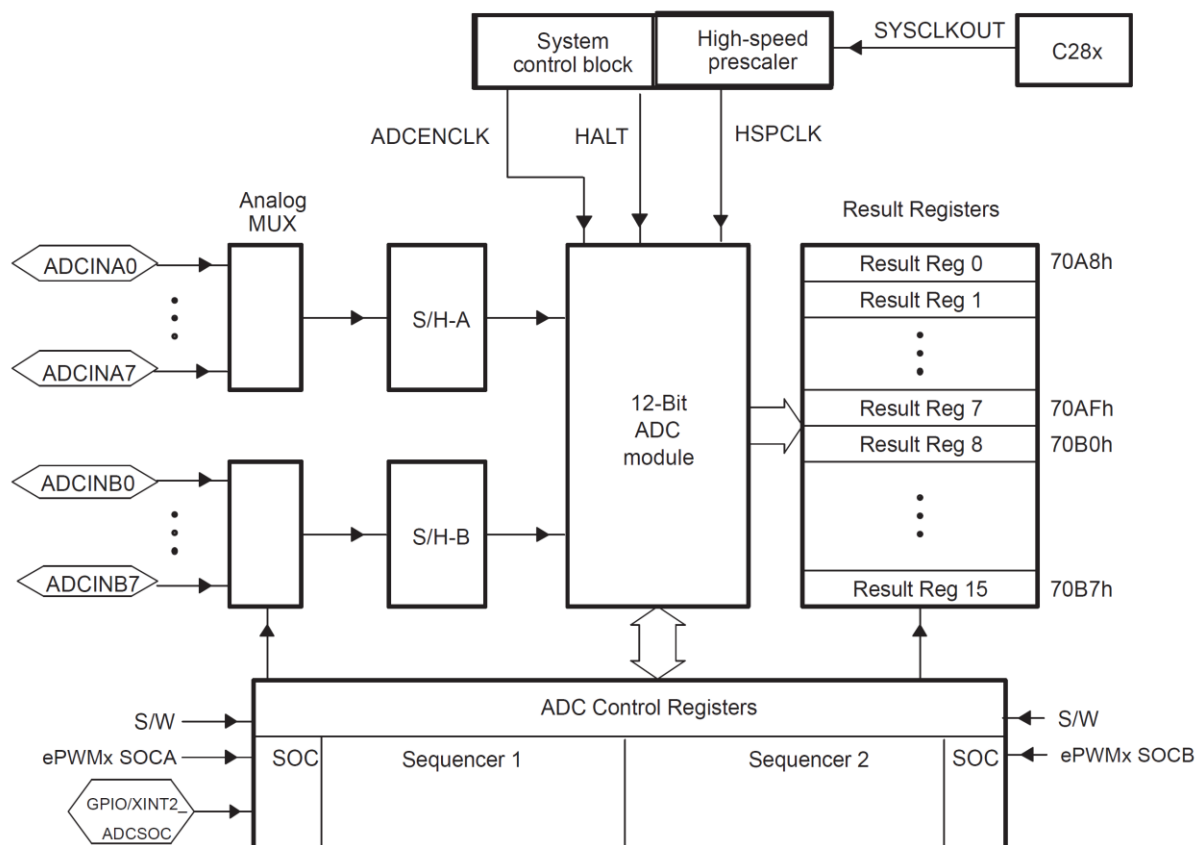 System
control block
High-speed
prescaler
SYSCLKOUT
C28x
ADCENCLK
HALT
HSPCLK
Analog
MUX
Result Registers
ADCINA0
ADCINA7
S/H-A
12-Bit
ADC
module
Result Reg 0
70A8h
Result Reg 1
Result Reg 7
70AFh
Result Reg 8
70B0h
ADCINB0
ADCINB7
S/H-B
Result Reg 15
70B7h
ADC Control Registers
S/W
S/W
ePWMx SOCA
SOC
Sequencer 1
Sequencer 2
SOC
ePWMx SOCB
GPIO/XINT2_
ADCSOC